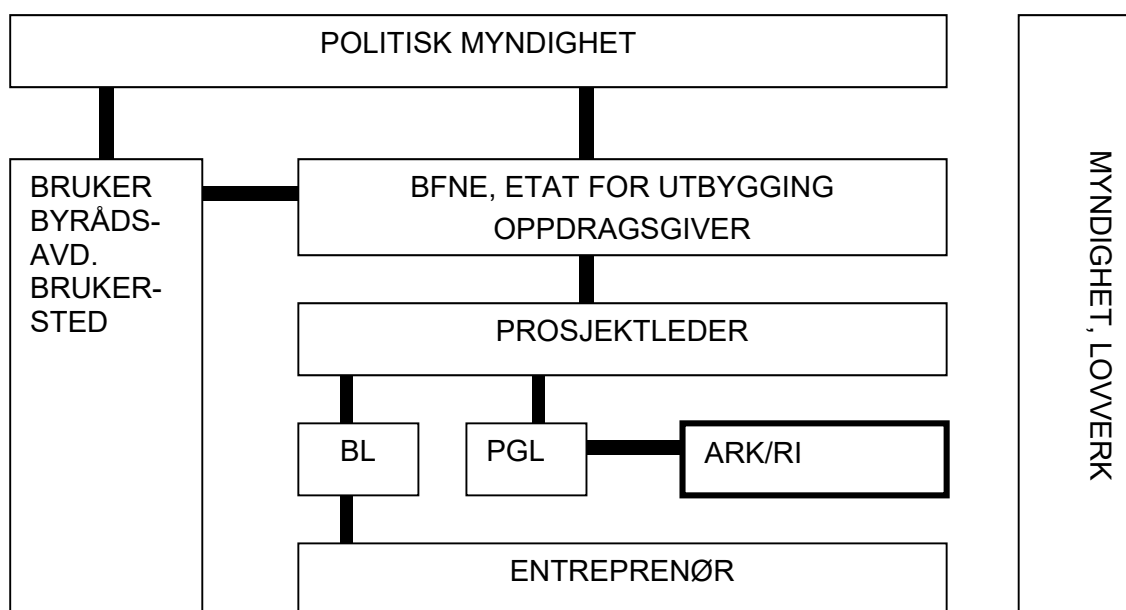 POLITISK MYNDIGHET
BRUKER
BYRÅDS-
AVD.
BRUKER-
STED
BFNE, ETAT FOR UTBYGGING
OPPDRAGSGIVER
PROSJEKTLEDER
BL
PGL
ARK/RI
ENTREPRENØR
MYNDIGHET, LOVVERK